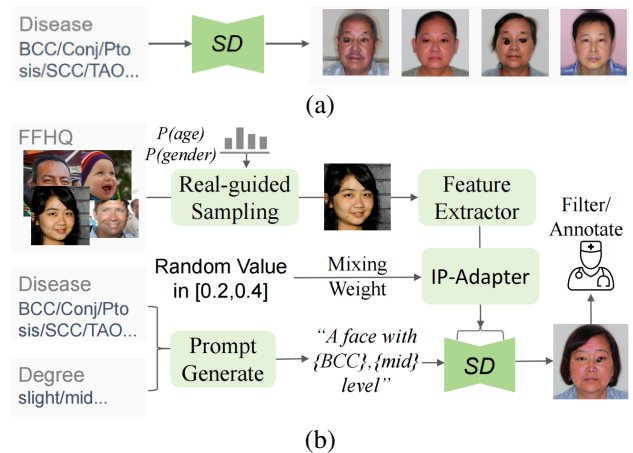 Disease
BCC/Conj/Pto
sis/SCC/TAO...
SD
(a)
FFHQ
P(age)
P(gender)
Real-guided
Sampling
Feature
Extractor
Filter/
Annotate
Random Value
in [0.2,0.4]
Mixing
Weight
IP-Adapter
Disease
BCC/Conj/Pto
sis/SCC/TAO...
Degree
slight/mid...
Prompt
Generate
“A face with
{BCC},{mid}
level”
SD
(b)